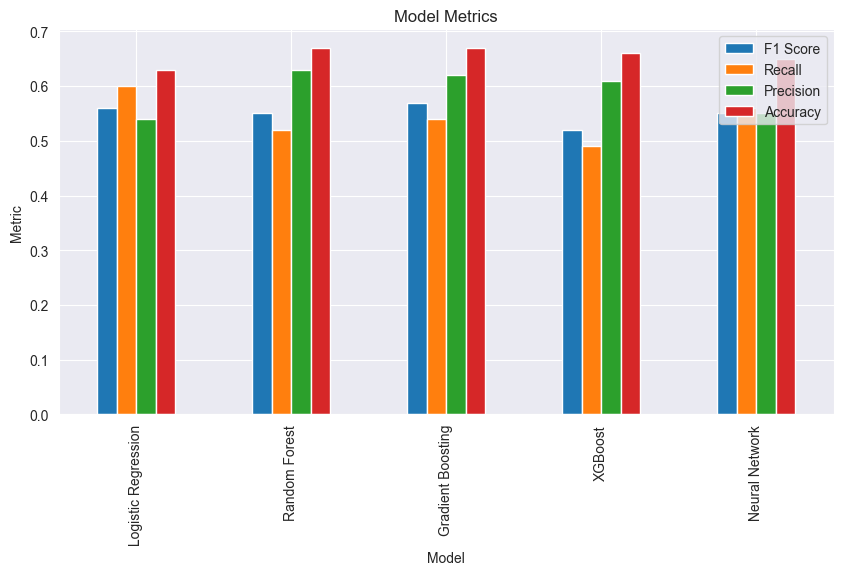 Model Metrics
F1 Score
Recall
Precision
Accuracy
Metric
0.7
0.6
0.5
0.4
0.3
0.2
0.1
0.0
Logistic Regression
Random Forest
Gradient Boosting
XGBoost
Neural Network
Model